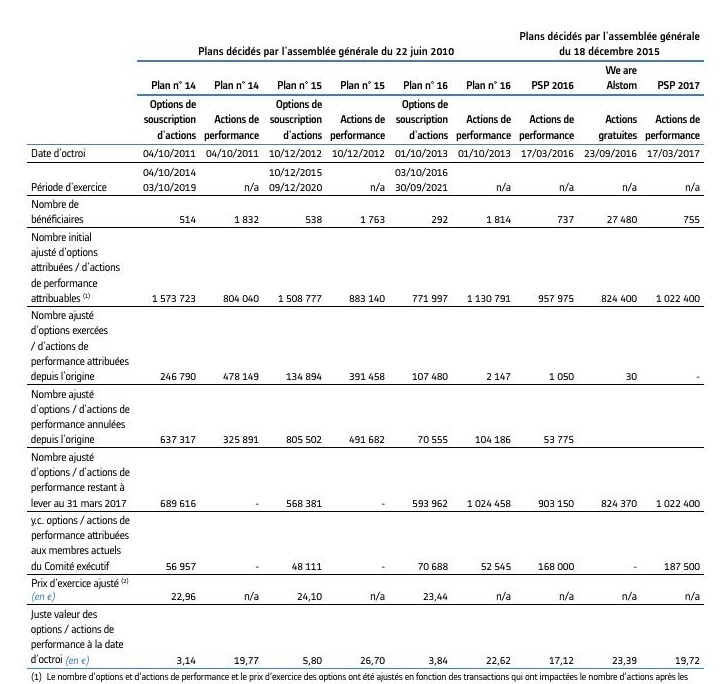 Plans décidés par l'assemblée générale
Plans décidés par l'assemblée générale du 22 juin 2010 du 18 décembre 2015
We are
Plan n° 14 Plan n° 14 Plan n° 15 Plan n° 15 Plan n° 16 Plan n° 16 PSP 2016 Alstom PSP 2017
Options de Options de Options de
souscription Actions de souscription Actions de souscription Actions de Actions de Actions Actions de
d'actions performance d'actions performance d'actions performance performance gratuites performance
Date d'octroi 04/10/2011 04/10/2011 10/12/2012 10/12/2012 01/10/2013 01/10/2013 17/03/2016 23/09/2016 17/03/2017
04/10/2014 10/12/2015 03/10/2016
Période d'exercice 03/10/2019 n/a 09/12/2020 n/a 30/09/2021 n/a n/a n/a n/a
Nombre de
bénéficiaires 514 1 832 538 1 763 292 1 814 737 27 480 755
Nombre initial
ajusté d'options
attribuées / d'actions
de performance
attribuables (1) 1 573 723 804 040 1 508 777 883 140 771 997 1 130 791 957 975 824 400 1 022 400
Nombre ajusté
d'options exercées
/ d'actions de
performance attribuées
depuis l'origine 246 790 478 149 134 894 391 458 107 480 2 147 1 050 30 -
Nombre ajusté
d'options / d'actions de
performance annulées
depuis l'origine 637 317 325 891 805 502 491 682 70 555 104 186 53 775
Nombre ajusté
d'options / d'actions de
performance restant à
lever au 31 mars 2017 689 616 - 568 381 - 593 962 1 024 458 903 150 824 370 1 022 400
y.c. options / actions de
performance attribuées
aux membres actuels
du Comité exécutif 56 957 - 48 111 - 70 688 52 545 168 000 - 187 500
Prix d'exercice ajusté (2)
(en €) 22,96 n/a 24,10 n/a 23,44 n/a n/a n/a n/a
Juste valeur des
options / actions de
performance à la date
d'octroi (en €) 3,14 19,77 5,80 26,70 3,84 22,62 17,12 23,39 19,72
(1) Le nombre d'options et d'actions de performance et le prix d'exercice des options ont été ajustés en fonction des transactions qui ont impactées le nombre d'actions après les